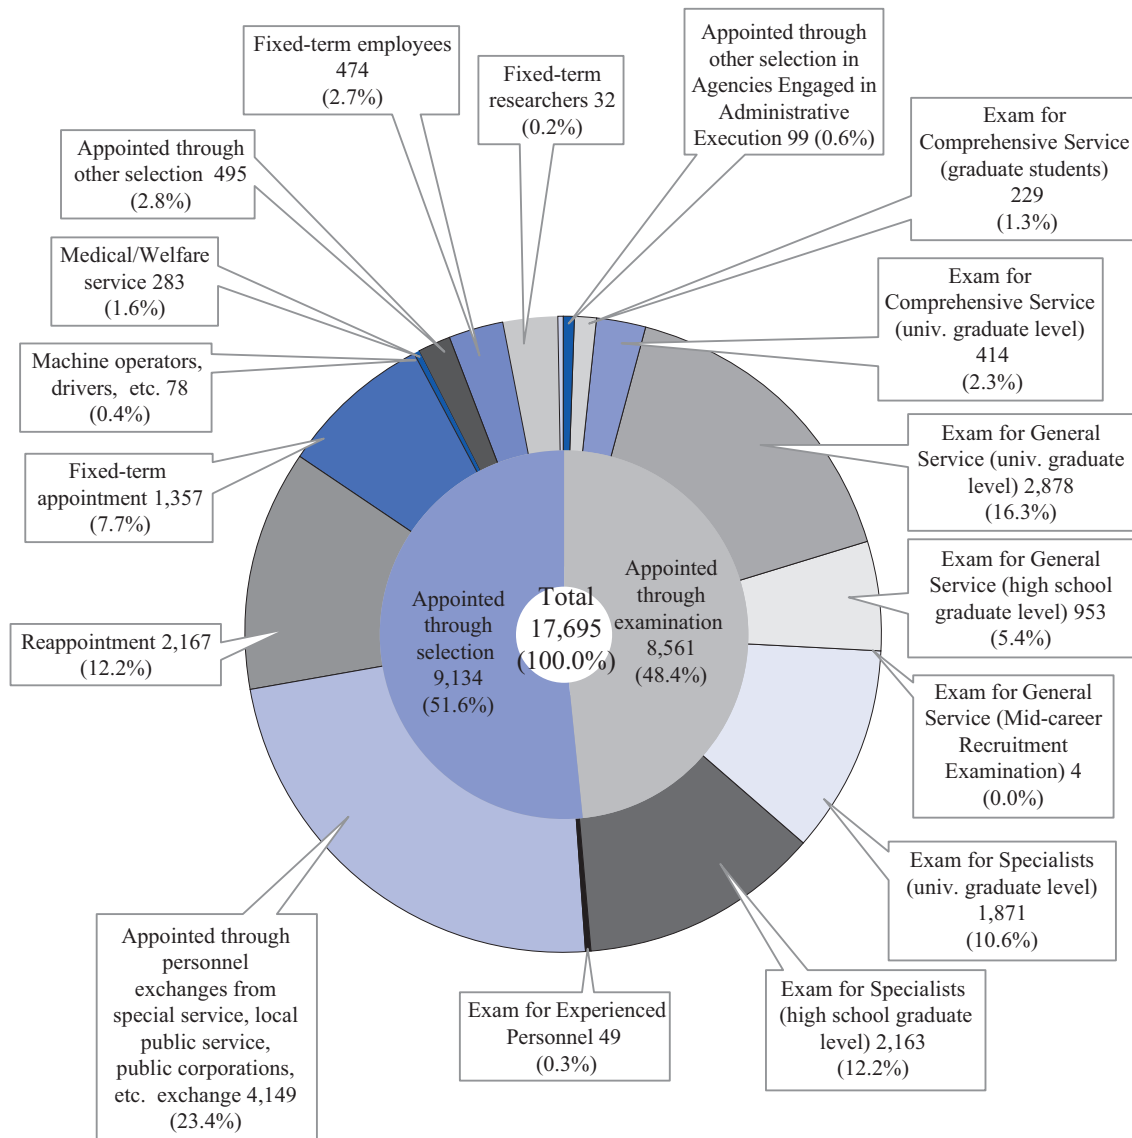 Fixed-term employees
474
(2.7%)
Fixed-term
researchers 32
(0.2%)
Appointed through
other selection in
Agencies Engaged in
Administrative
Execution 99 (0.6%)
Exam for
Comprehensive Service
(graduate students)
229
(1.3%)
Appointed through
other selection 495
(2.8%)
Medical/Welfare
service 283
(1.6%)
Exam for
Comprehensive Service
(univ. graduate level)
414
(2.3%)
Machine operators,
drivers, etc. 78
(0.4%)
Exam for General
Service (univ. graduate
level) 2,878
(16.3%)
Fixed-term
appointment 1,357
(7.7%)
Exam for General
Service (high school
graduate level) 953
(5.4%)
Appointed
through
selection
9,134
(51.6%)
Total
17,695
(100.0%)
Appointed
through
examination
8,561
(48.4%)
Reappointment 2,167
(12.2%)
Exam for General
Service (Mid-career
Recruitment
Examination) 4
(0.0%)
Exam for Specialists
(univ. graduate level)
1,871
(10.6%)
Appointed through
personnel
exchanges from
special service, local
public service,
public corporations,
etc. exchange 4,149
(23.4%)
Exam for Experienced
Personnel 49
(0.3%)
Exam for Specialists
(high school graduate
level) 2,163
(12.2%)